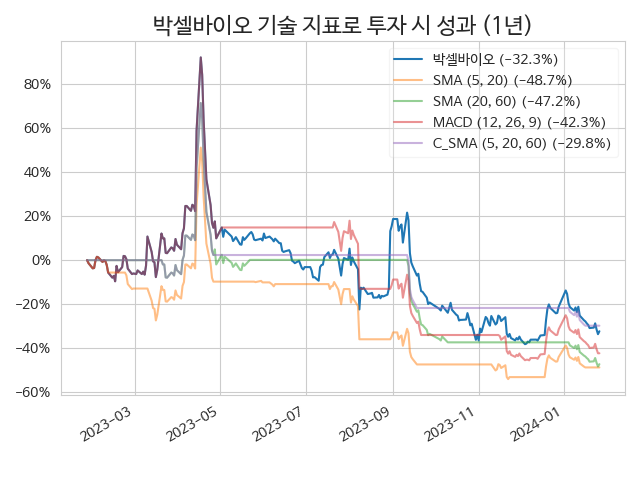 박셀바이오 기술 지표로 투자 시 성과 (1년)
박셀바이오 (−32.3%)
SMA (5, 20) (−48.7%)
SMA (20, 60) (−47.2%)
MACD (12, 26, 9) (−42.3%)
C_SMA (5, 20, 60) (−29.8%)
80%
60%
40%
20%
0%
−20%
−40%
−60%
2023−03
2023−05
2023−07
2023−09
2023−11
2024−01